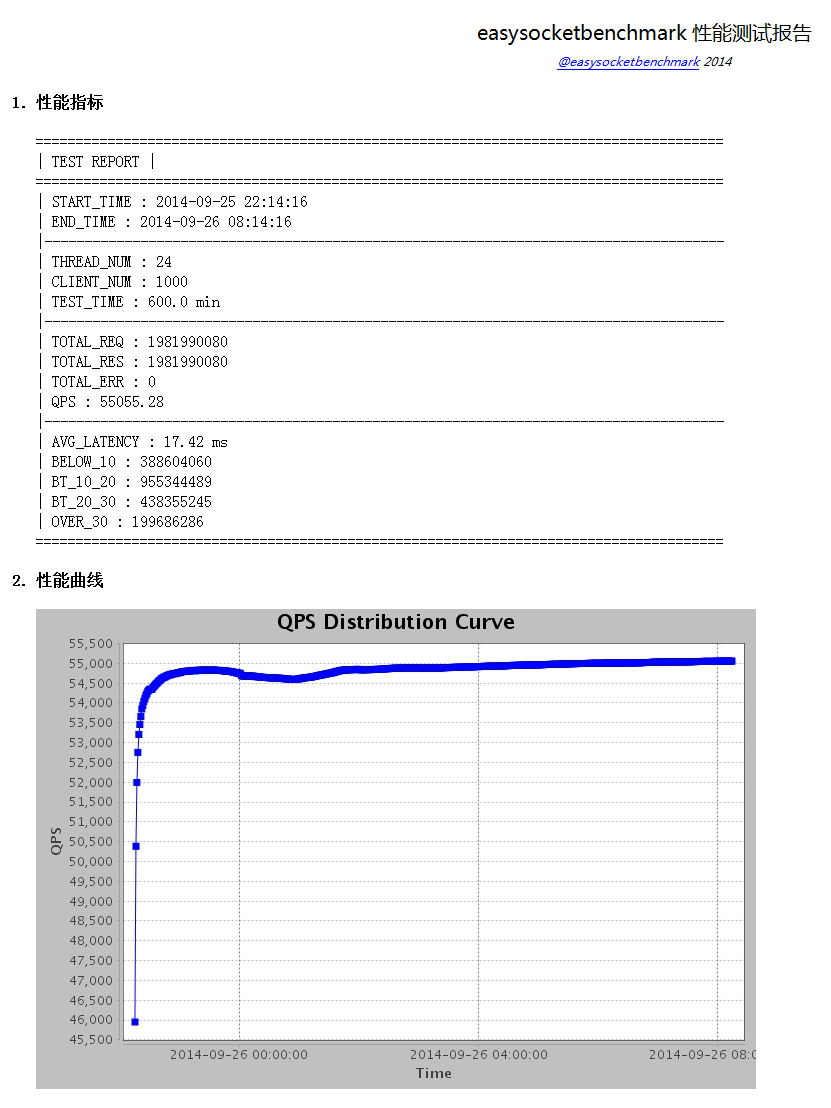 easysocketbenchmark 性能测试报告
@easysocketbenchmark 2014
1. 性能指标
======================================================================================
| TEST REPORT |
======================================================================================
| START_TIME : 2014-09-25 22:14:16
| END_TIME : 2014-09-26 08:14:16
|-------------------------------------------------------------------------------------
| THREAD_NUM : 24
| CLIENT_NUM : 1000
| TEST_TIME : 600.0 min
|-------------------------------------------------------------------------------------
| TOTAL_REQ : 1981990080
| TOTAL_RES : 1981990080
| TOTAL_ERR : 0
| QPS : 55055.28
|-------------------------------------------------------------------------------------
| AVG_LATENCY : 17.42 ms
| BELOW_10 : 388604060
| BT_10_20 : 955344489
| BT_20_30 : 438355245
| OVER_30 : 199686286
======================================================================================
2. 性能曲线
QPS Distribution Curve
55,500
55,000
54,500
54,000
53,500
53,000
52,500
52,000
51,500
51,000
50,500
50,000
49,500
49,000
48,500
48,000
47,500
47,000
46,500
46,000
45,500
QPS
2014-09-26 00:00:00
2014-09-26 04:00:00
2014-09-26 08:0
Time